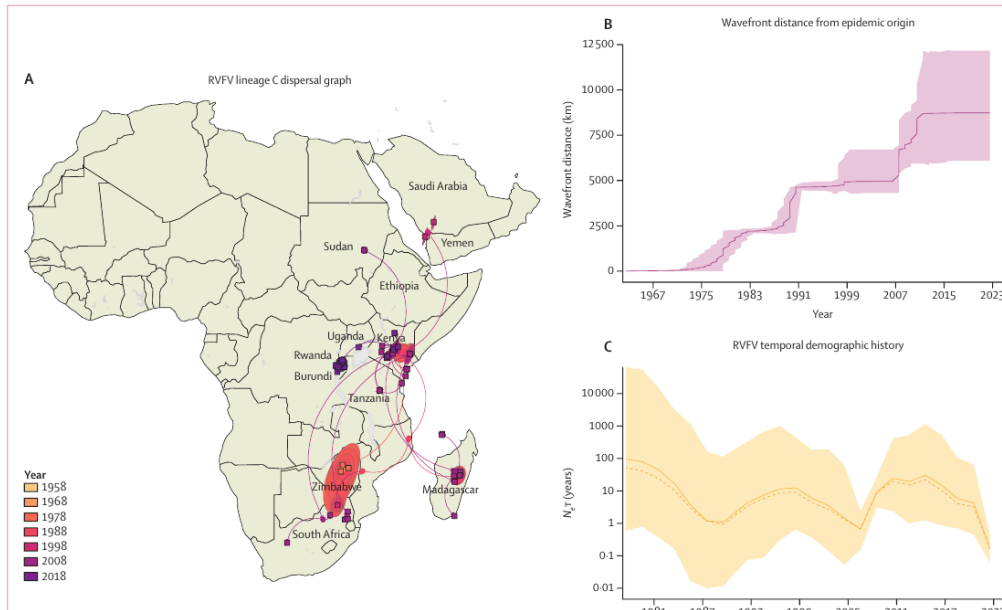 A
RVFV lineage C dispersal graph
Saudi Arabia
Yemen
Sudan
Ethiopia
Uganda
Kenya
Rwanda
Burundi
Tanzania
Zimbabwe
Madagascar
South Africa
Year
1958
1968
1978
1988
1998
2008
2018
B
Wavefront distance from epidemic origin
Wavefront distance (km)
12 500
10 000
7500
5000
2500
0
1967 1975 1983 1991 1999 2007 2015 2023
Year
C
RVFV temporal demographic history
NeT (years)
10 000
1000
100
10
1
0·1
0·01